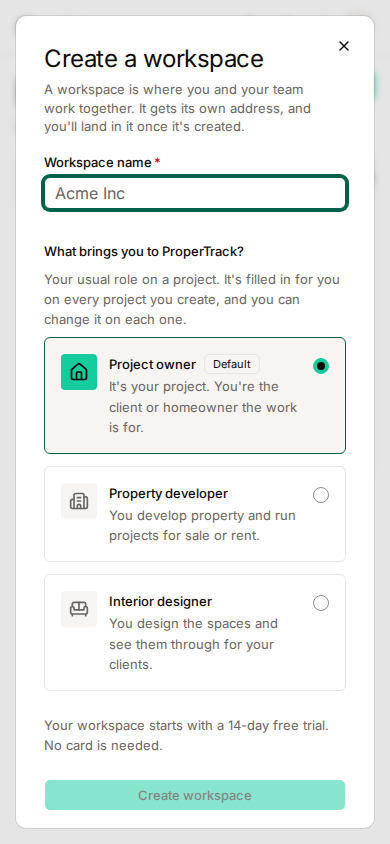 Create a workspace
A workspace is where you and your team
work together. It gets its own address, and
you'll land in it once it's created.
Workspace name *
Acme Inc
What brings you to ProperTrack?
Your usual role on a project. It's filled in for you
on every project you create, and you can
change it on each one.
Project owner Default
It's your project. You're the
client or homeowner the work
is for.
Property developer
You develop property and run
projects for sale or rent.
Interior designer
You design the spaces and
see them through for your
clients.
Your workspace starts with a 14-day free trial.
No card is needed.
Create workspace